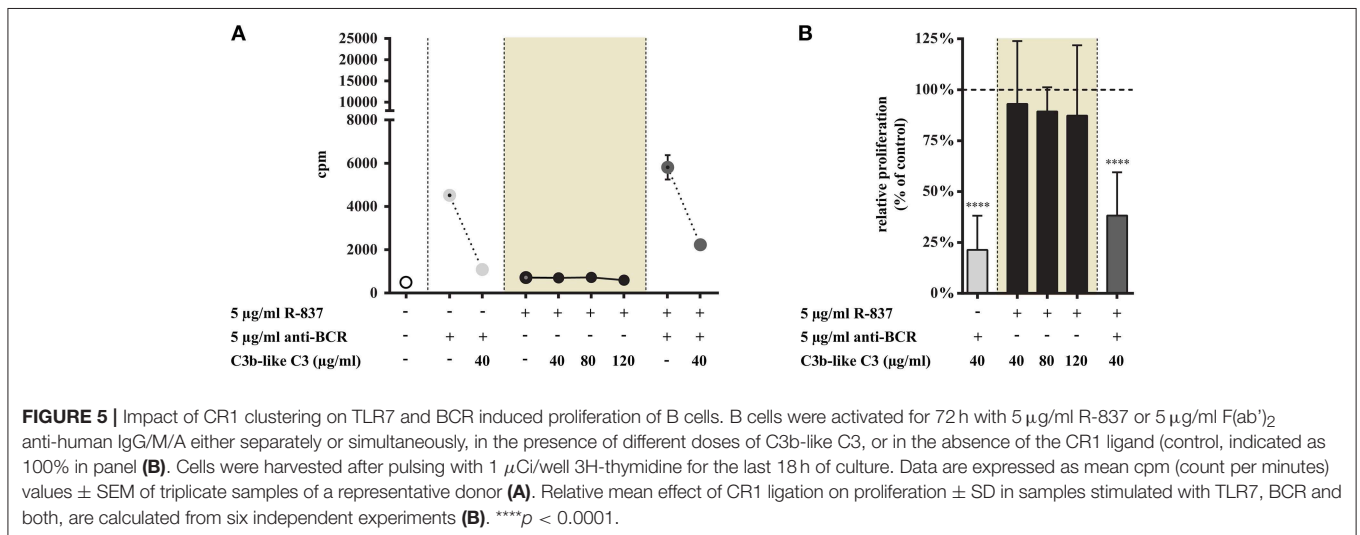 A
25000
20000
15000
10000
8000
6000
4000
2000
0
cpm
5 µg/ml R-837 - - - + + + + + +
5 µg/ml anti-BCR - + + - - - - + +
C3b-like C3 (µg/ml) - - 40 - 40 80 120 - 40
B
125%
100%
75%
50%
25%
0%
relative proliferation
(% of control)
****
****
5 µg/ml R-837 - + + + +
5 µg/ml anti-BCR + - - - +
C3b-like C3 (µg/ml) 40 40 80 120 40
FIGURE 5 | Impact of CR1 clustering on TLR7 and BCR induced proliferation of B cells. B cells were activated for 72 h with 5 µg/ml R-837 or 5 µg/ml F(ab')₂
anti-human IgG/M/A either separately or simultaneously, in the presence of different doses of C3b-like C3, or in the absence of the CR1 ligand (control, indicated as
100% in panel (B). Cells were harvested after pulsing with 1 µCi/well 3H-thymidine for the last 18 h of culture. Data are expressed as mean cpm (count per minutes)
values ± SEM of triplicate samples of a representative donor (A). Relative mean effect of CR1 ligation on proliferation ± SD in samples stimulated with TLR7, BCR and
both, are calculated from six independent experiments (B). ****p < 0.0001.